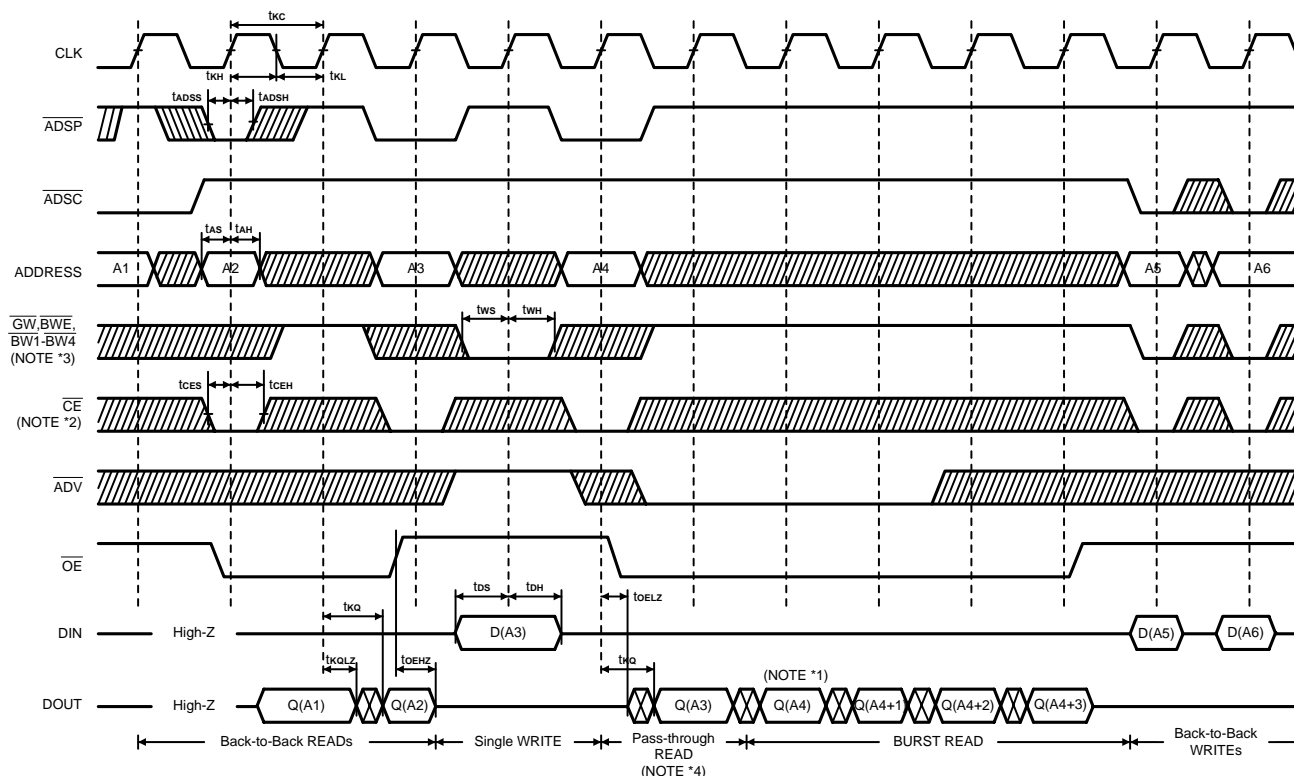 tKC
CLK
tKH
tKL
tADSS
tADSH
ADSP
ADSC
tAS
tAH
ADDRESS
A1
A2
A3
A4
A5
A6
GW,BWE,
BW1-BW4
(NOTE *3)
tWS
tWH
tCES
tCEH
CE
(NOTE *2)
ADV
OE
tDS
tDH
tOELZ
tKQ
DIN
High-Z
D(A3)
D(A5)
D(A6)
tKQLZ
tOEHZ
tKQ
(NOTE *1)
DOUT
High-Z
Q(A1)
Q(A2)
Q(A3)
Q(A4)
Q(A4+1)
Q(A4+2)
Q(A4+3)
Back-to-Back READs
Single WRITE
Pass-through
READ
(NOTE *4)
BURST READ
Back-to-Back
WRITEs